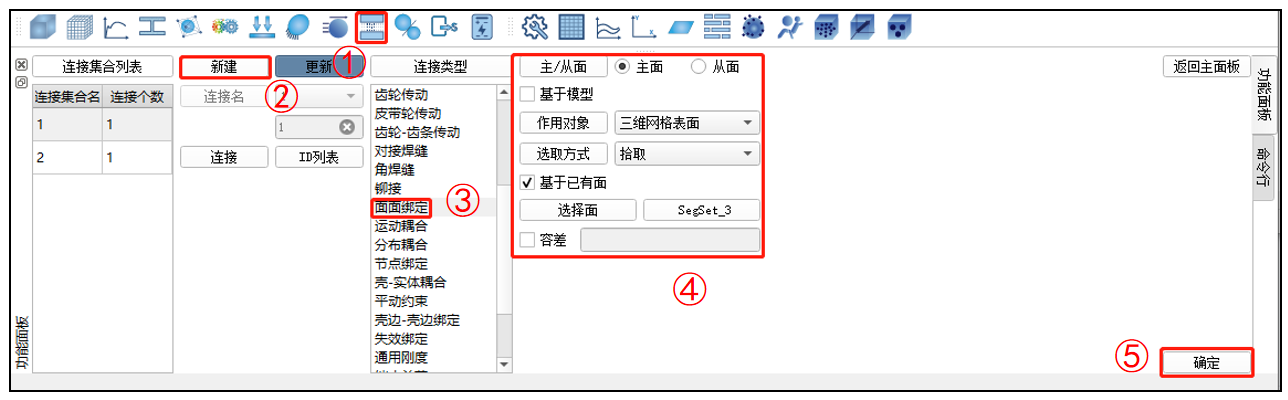 ①
连接集合列表 新建 更新 连接类型 主/从面 主面 从面 返回主面板
连接集合名 连接个数 连接名 ② 齿轮传动 基于模型
1 1 1 皮带轮传动 作用对象 三维网格表面
齿轮-齿条传动
2 1 连接 ID列表 对接焊缝 选取方式 拾取
角焊缝
铆接 基于已有面
面面绑定 ③ 选择面 SegSet_3
运动耦合
分布耦合 容差
节点绑定
壳-实体耦合 ④
平动约束
壳边-壳边绑定
失效绑定
通用刚度 ⑤ 确定
功能面板
功能面板
命令行